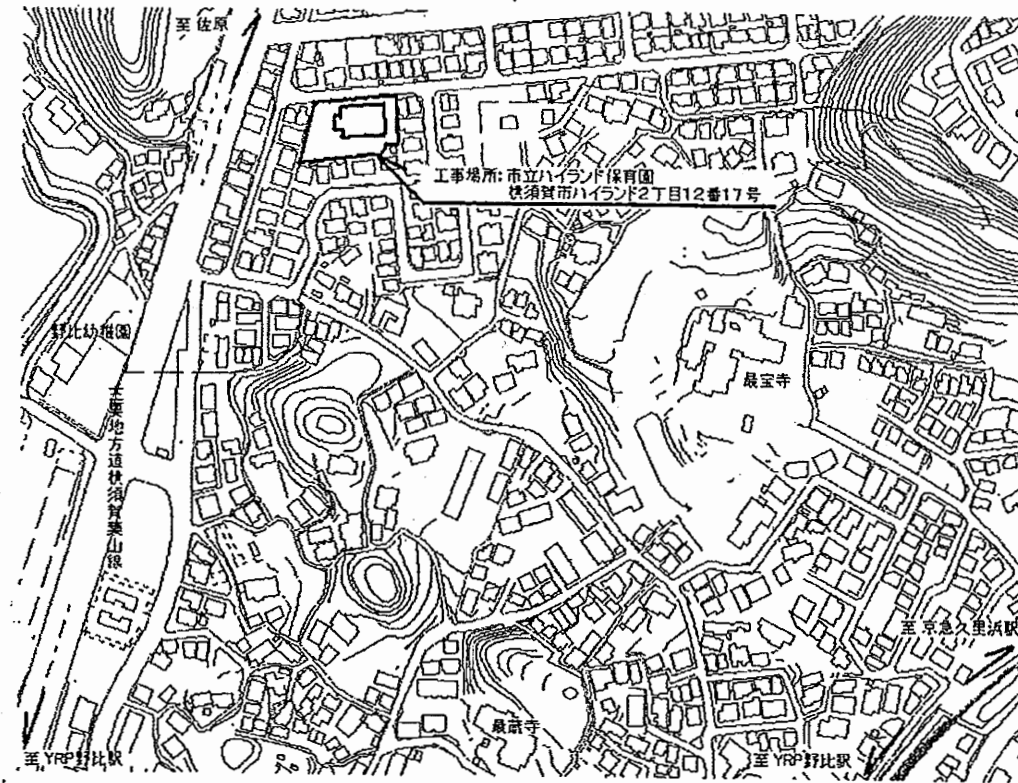 至 佐原
工事場所: 市立ハイランド保育園
横須賀市ハイランド2丁目12番17号
野比幼稚園
最宝寺
主要地方道横須賀葉山線
至 京急久里浜駅
最蔵寺
至 YRP野比駅
至 YRP野比駅